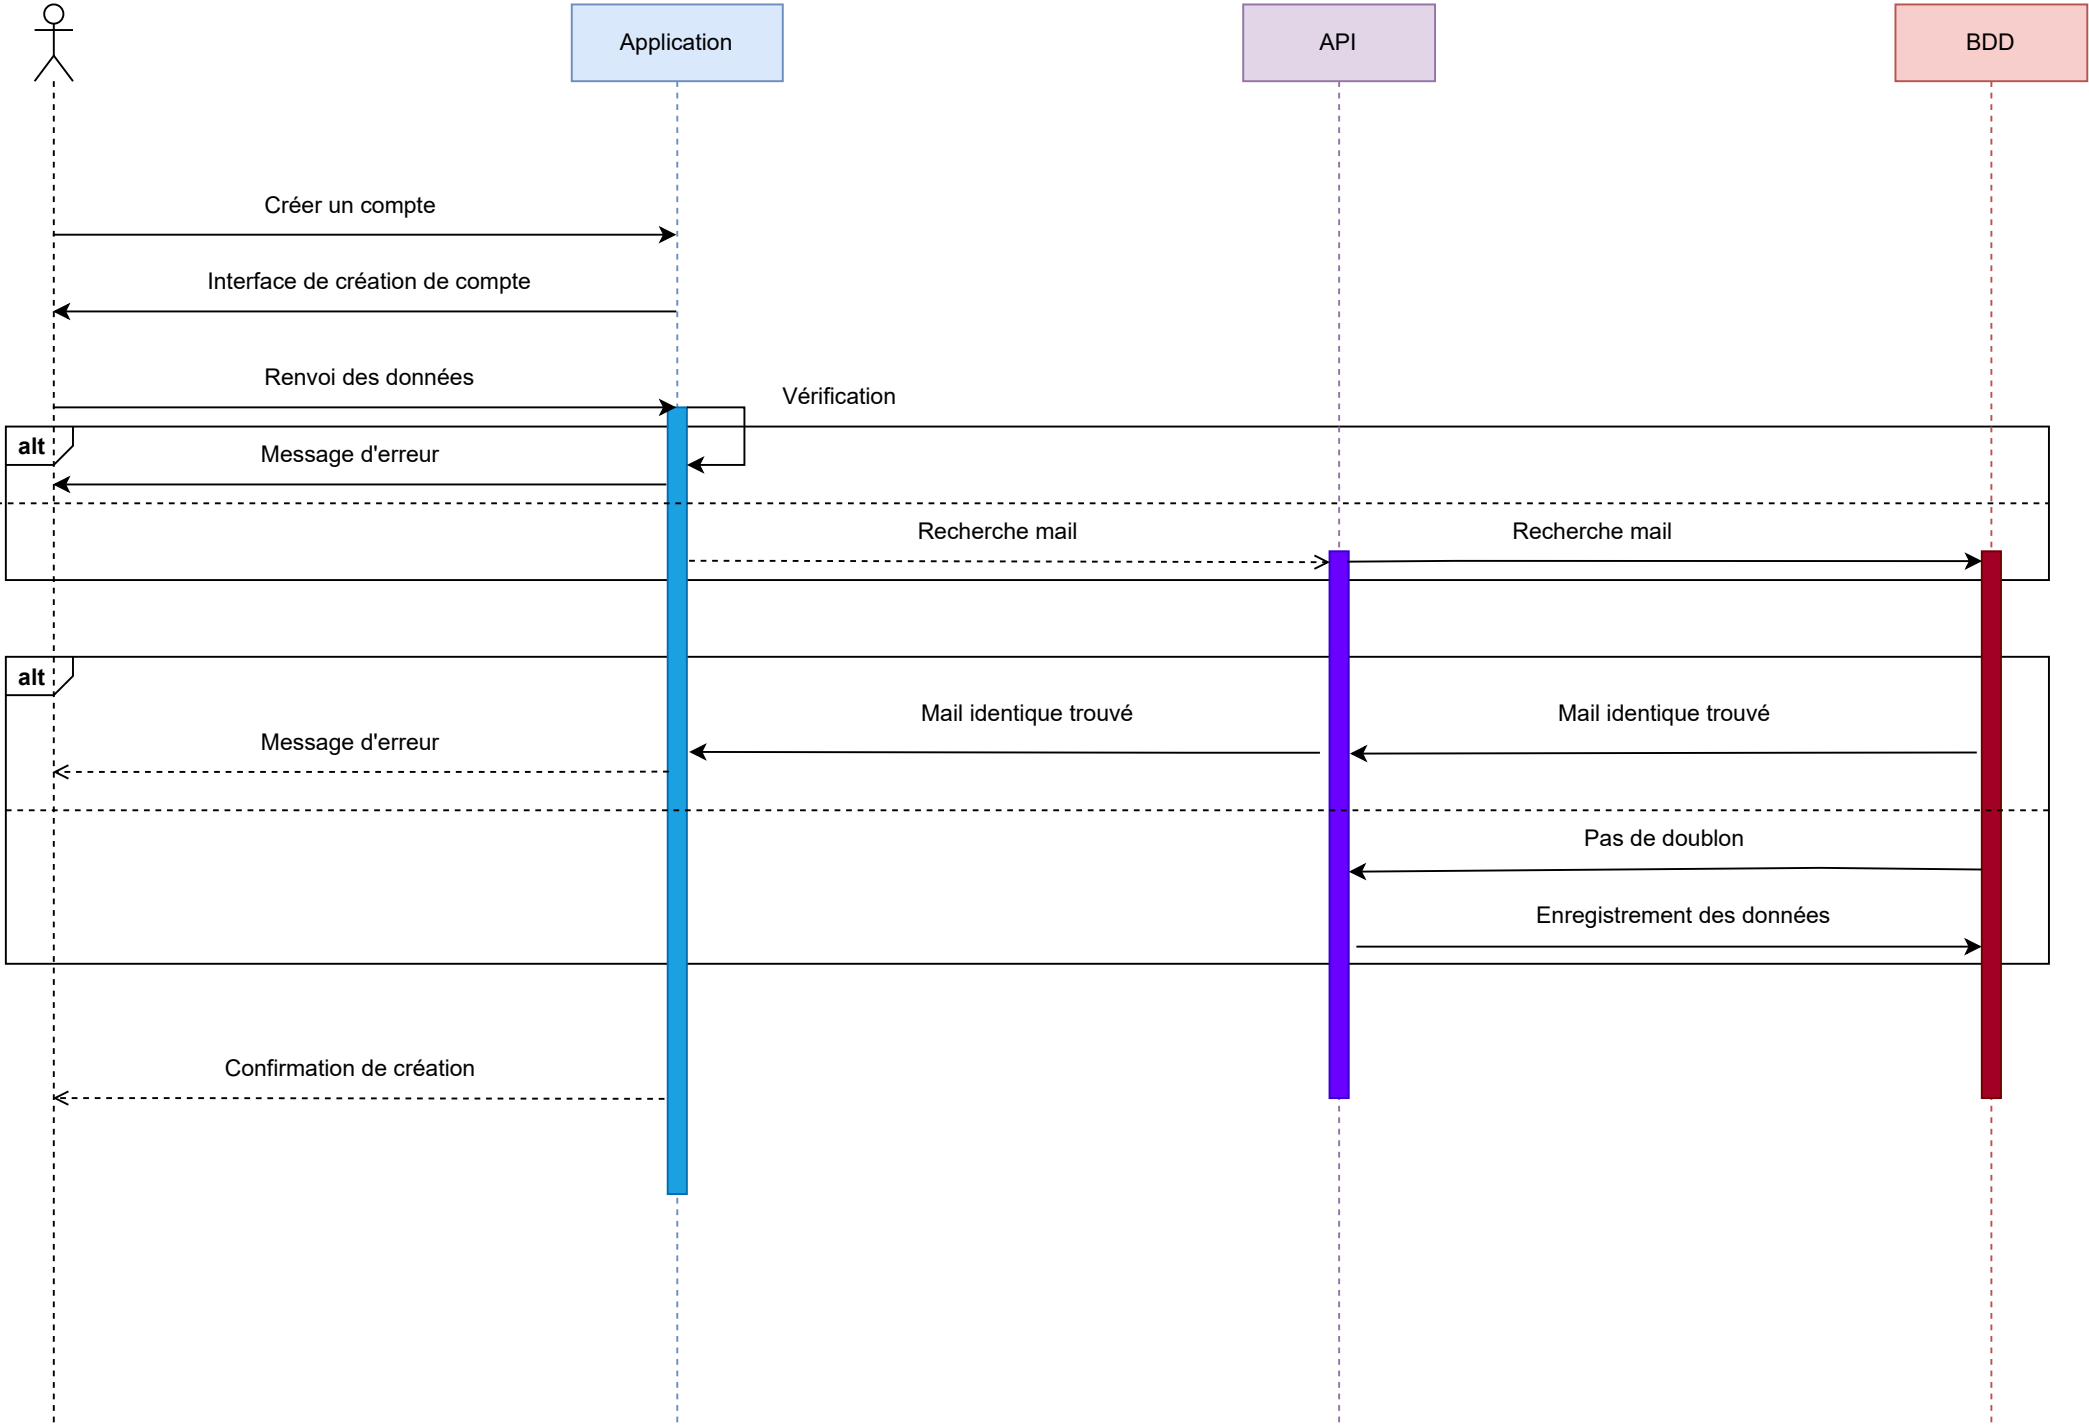 Application
API
BDD
Créer un compte
Interface de création de compte
Renvoi des données
Vérification
alt
Message d'erreur
Recherche mail
Recherche mail
alt
Mail identique trouvé
Mail identique trouvé
Message d'erreur
Pas de doublon
Enregistrement des données
Confirmation de création